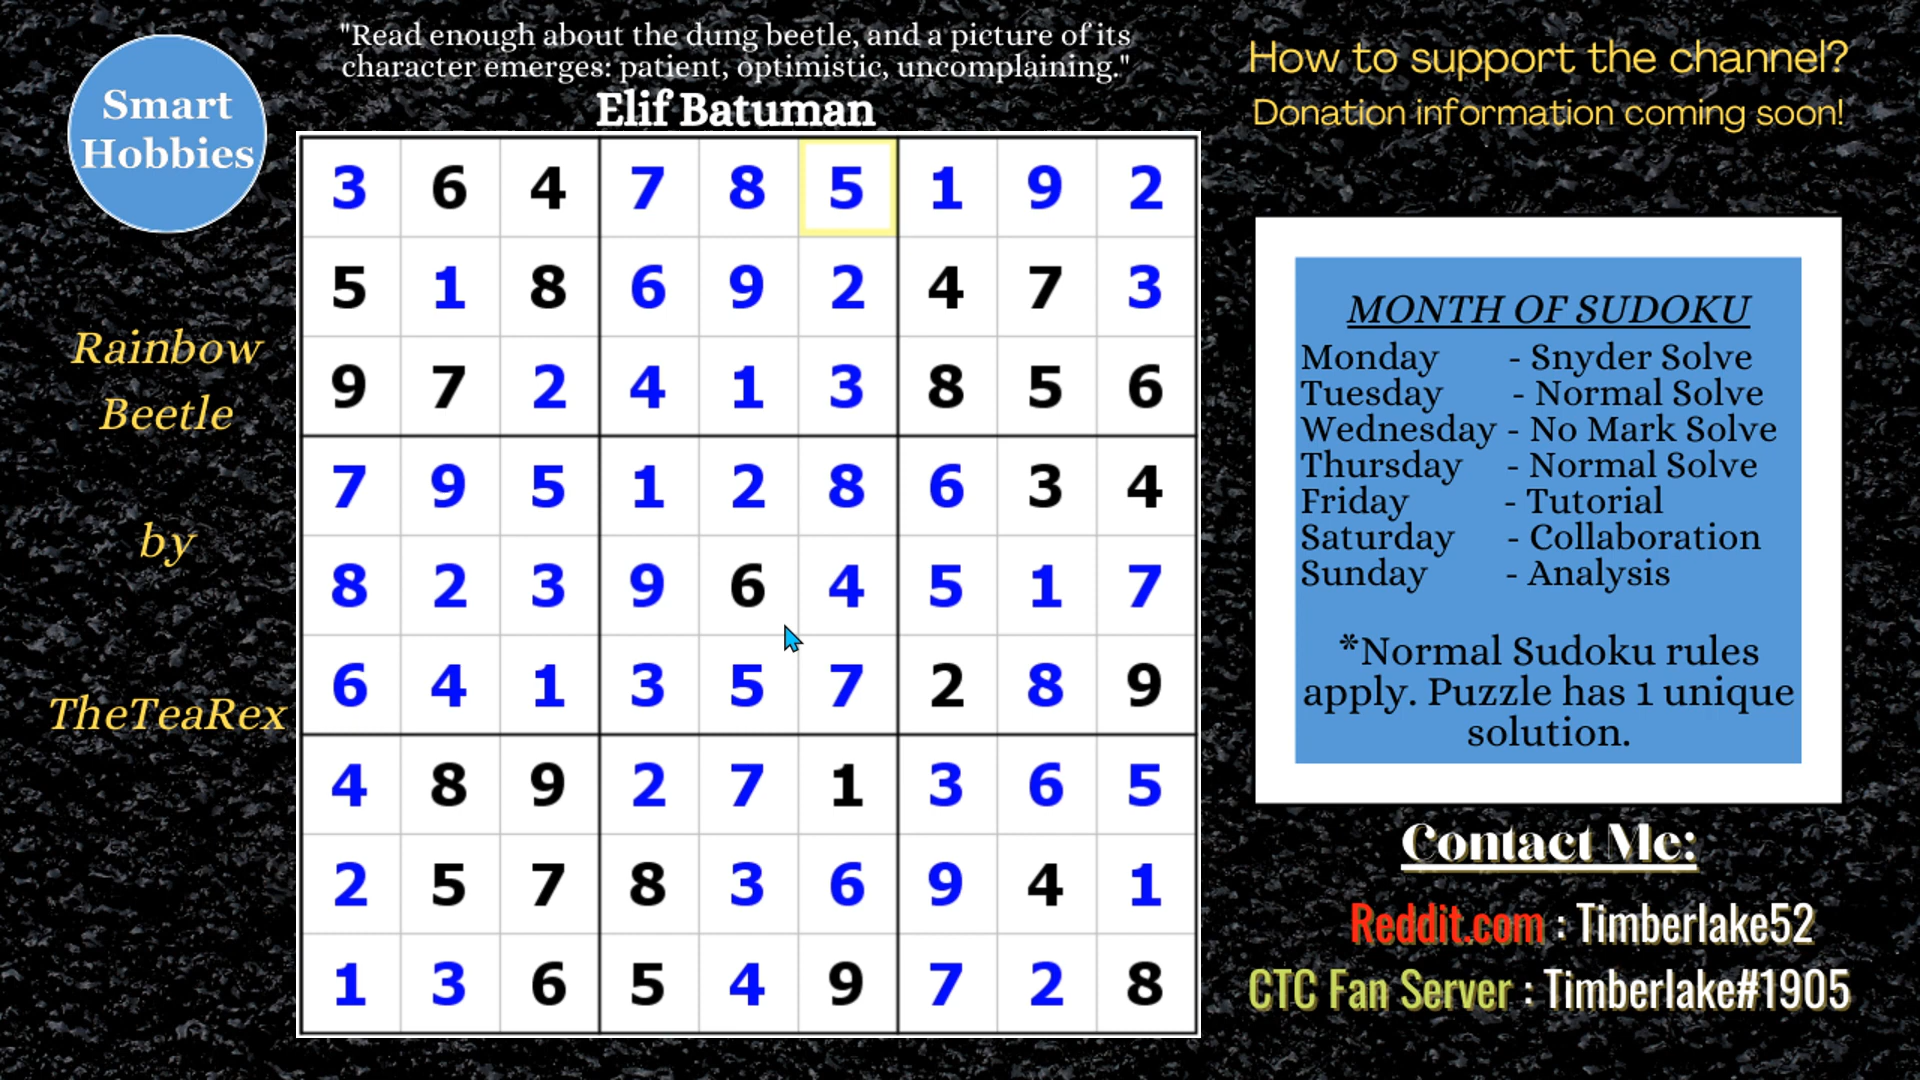 "Read enough about the dung beetle, and a picture of its
character emerges: patient, optimistic, uncomplaining."
Elif Batuman
Smart
Hobbies
Rainbow
Beetle
by
TheTeaRex
3 6 4 7 8 5 1 9 2
5 1 8 6 9 2 4 7 3
9 7 2 4 1 3 8 5 6
7 9 5 1 2 8 6 3 4
8 2 3 9 6 4 5 1 7
6 4 1 3 5 7 2 8 9
4 8 9 2 7 1 3 6 5
2 5 7 8 3 6 9 4 1
1 3 6 5 4 9 7 2 8
How to support the channel?
Donation information coming soon!
MONTH OF SUDOKU
Monday - Snyder Solve
Tuesday - Normal Solve
Wednesday - No Mark Solve
Thursday - Normal Solve
Friday - Tutorial
Saturday - Collaboration
Sunday - Analysis
*Normal Sudoku rules
apply. Puzzle has 1 unique
solution.
Contact Me:
Reddit.com : Timberlake52
CTC Fan Server : Timberlake#1905